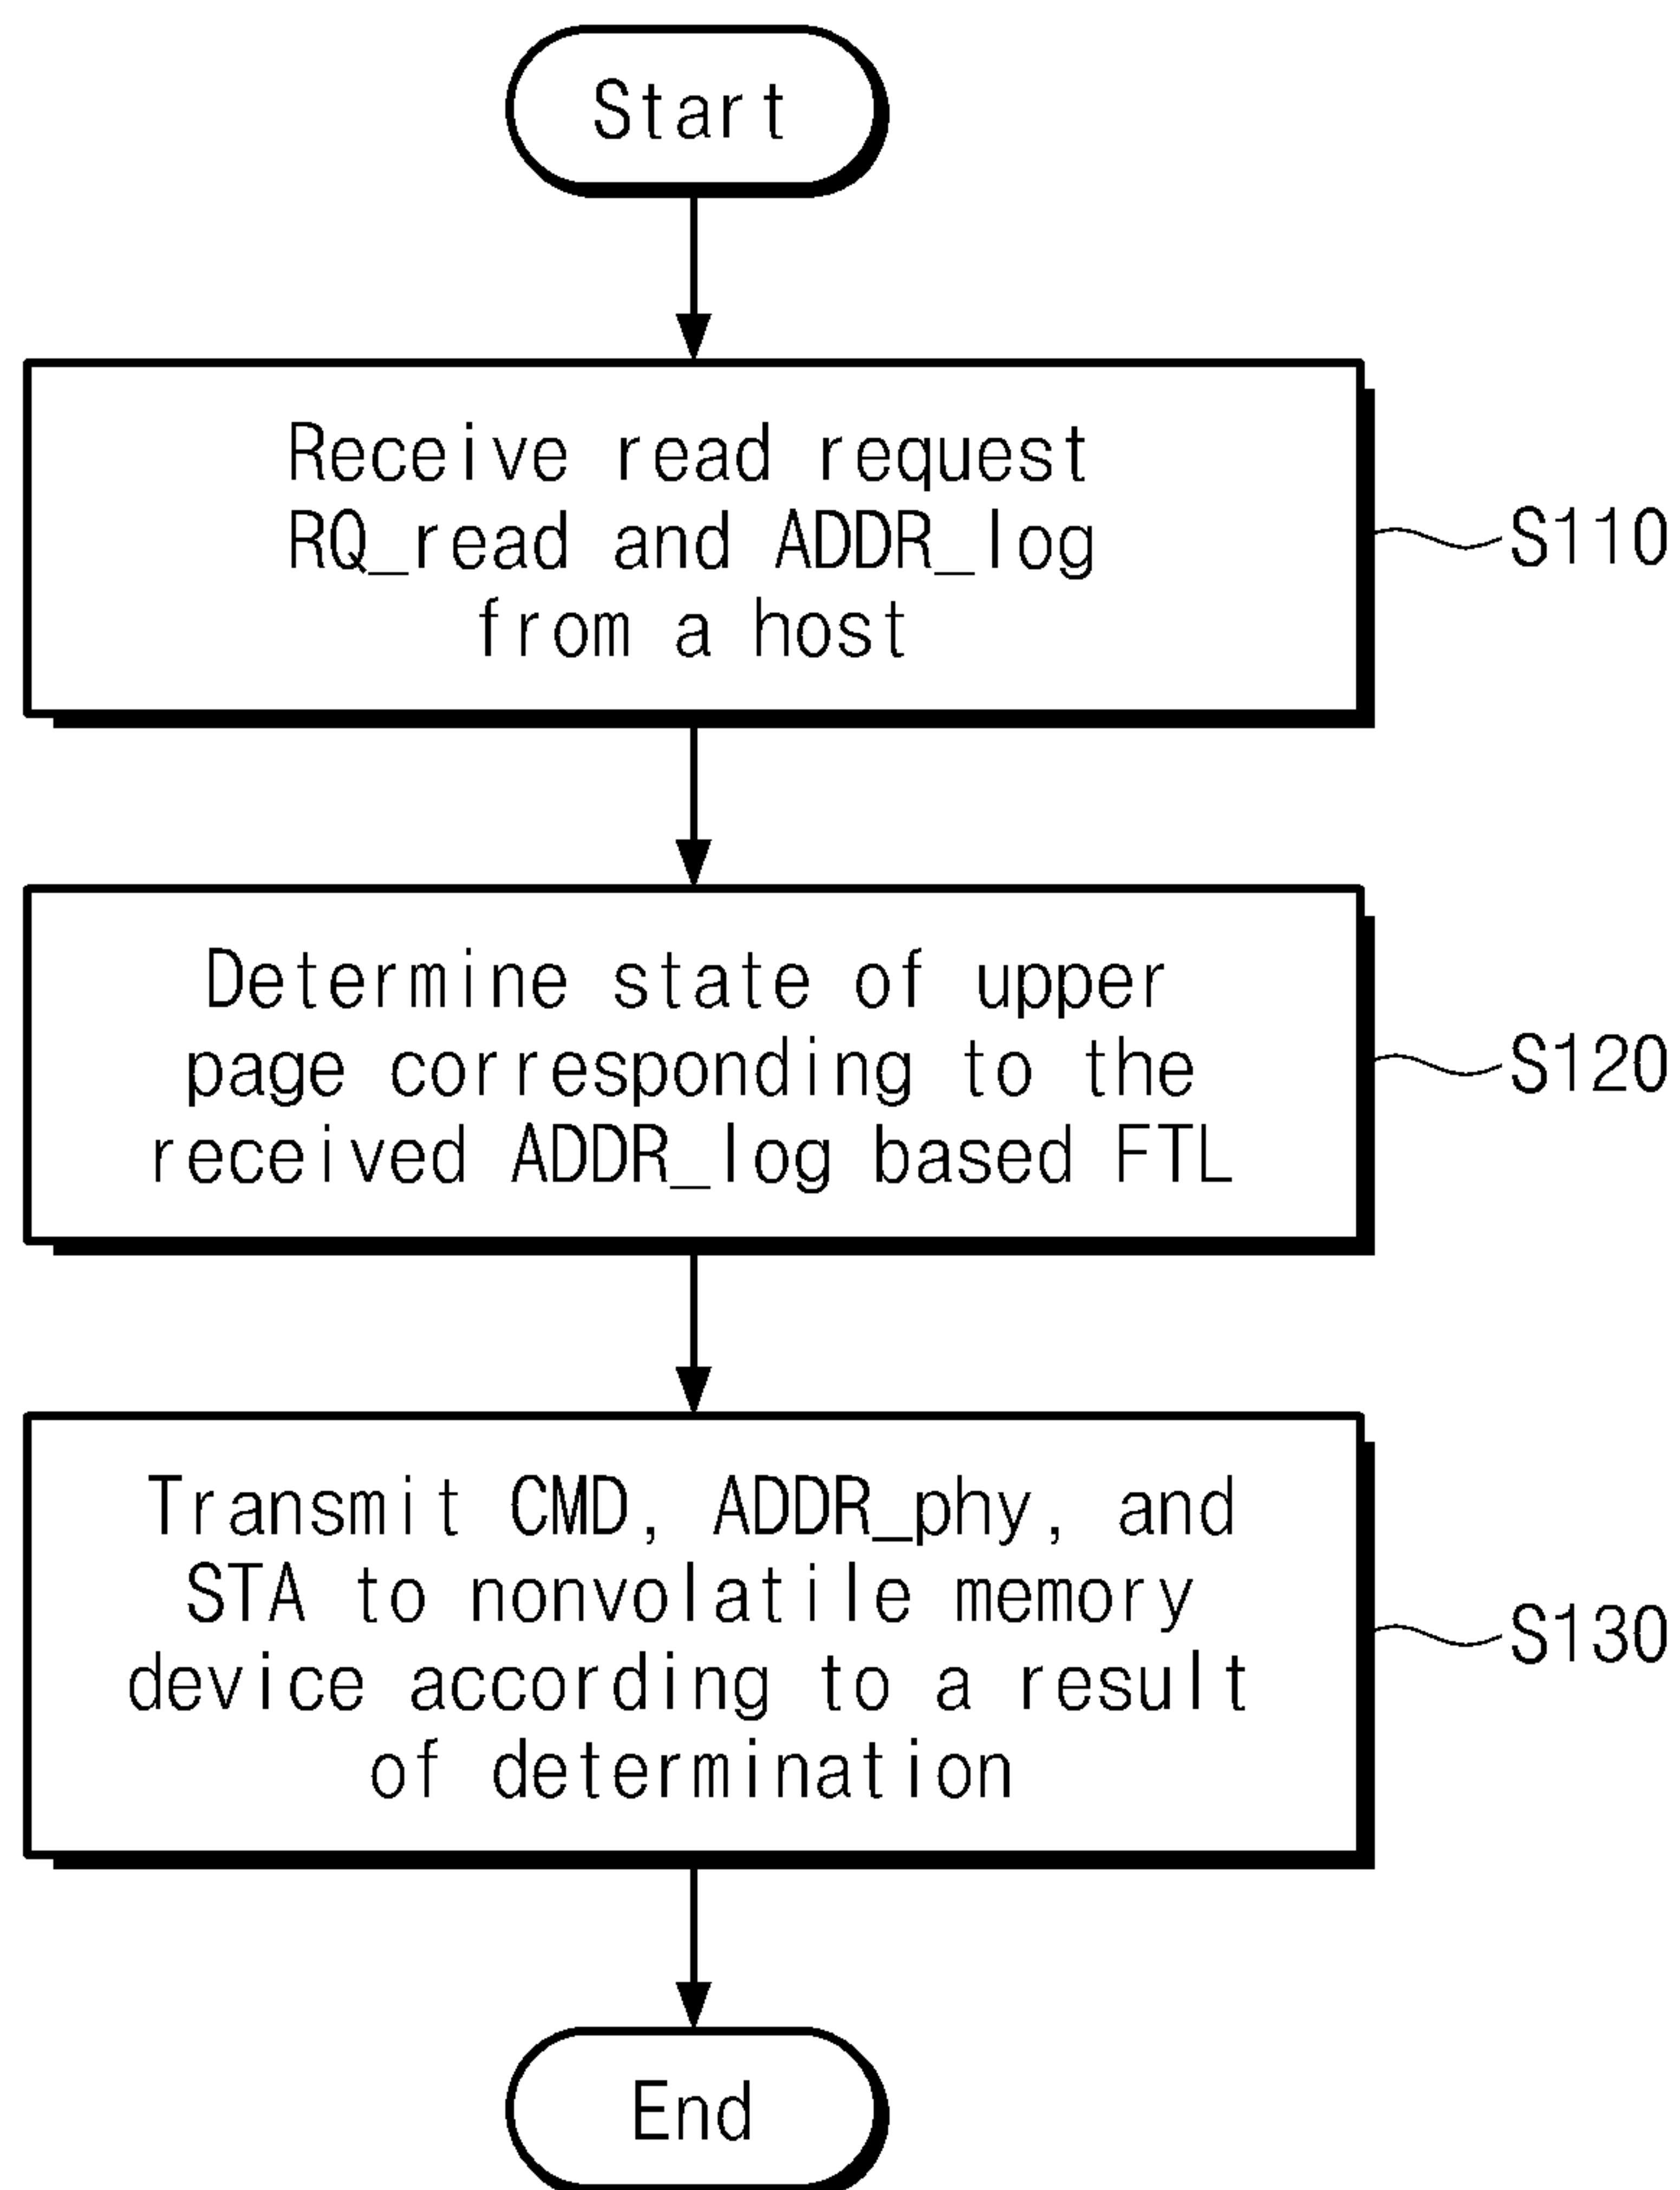 Start
Receive read request
RQ_read and ADDR_log
from a host
S110
Determine state of upper
page corresponding to the
received ADDR_log based FTL
S120
Transmit CMD, ADDR_phy, and
STA to nonvolatile memory
device according to a result
of determination
S130
End